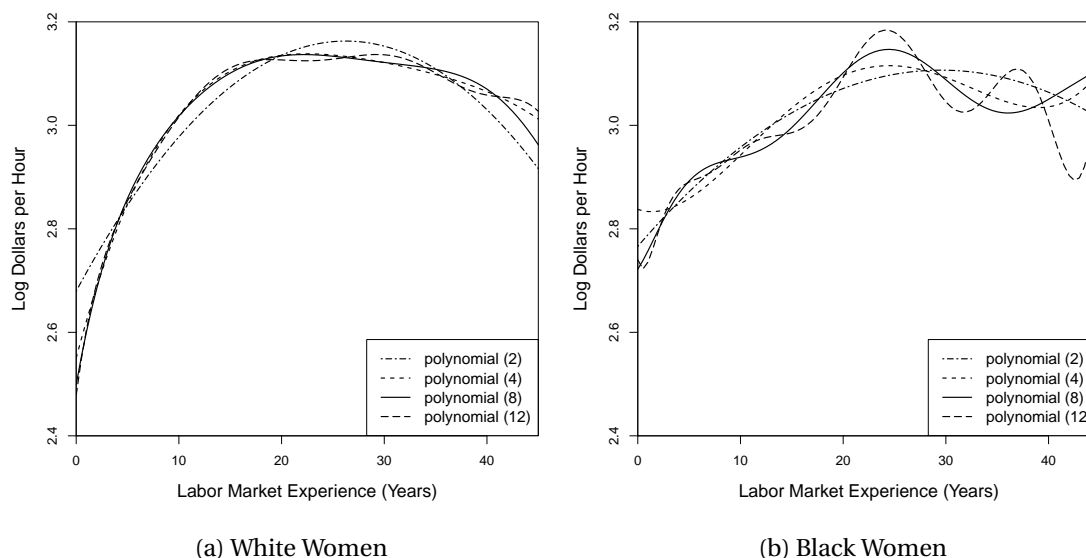 3.2
3.0
2.8
2.6
2.4
Log Dollars per Hour
polynomial (2)
polynomial (4)
polynomial (8)
polynomial (12)
0 10 20 30 40
Labor Market Experience (Years)
(a) White Women
3.2
3.0
2.8
2.6
2.4
Log Dollars per Hour
polynomial (2)
polynomial (4)
polynomial (8)
polynomial (12
0 10 20 30 40
Labor Market Experience (Years)
(b) Black Women